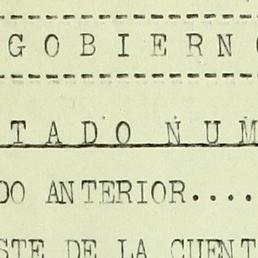 GOBIERN
TADO NUM
DO ANTERIOR....
STE DE LA CUENT